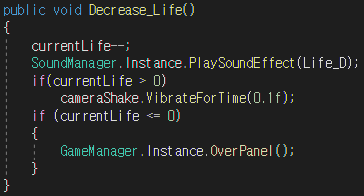 public void Decrease_Life()
{
currentLife--;
SoundManager.Instance.PlaySoundEffect(Life_D);
if(currentLife > 0)
cameraShake.VibrateForTime(0.1f);
if (currentLife <= 0)
{
GameManager.Instance.OverPanel();
}
}